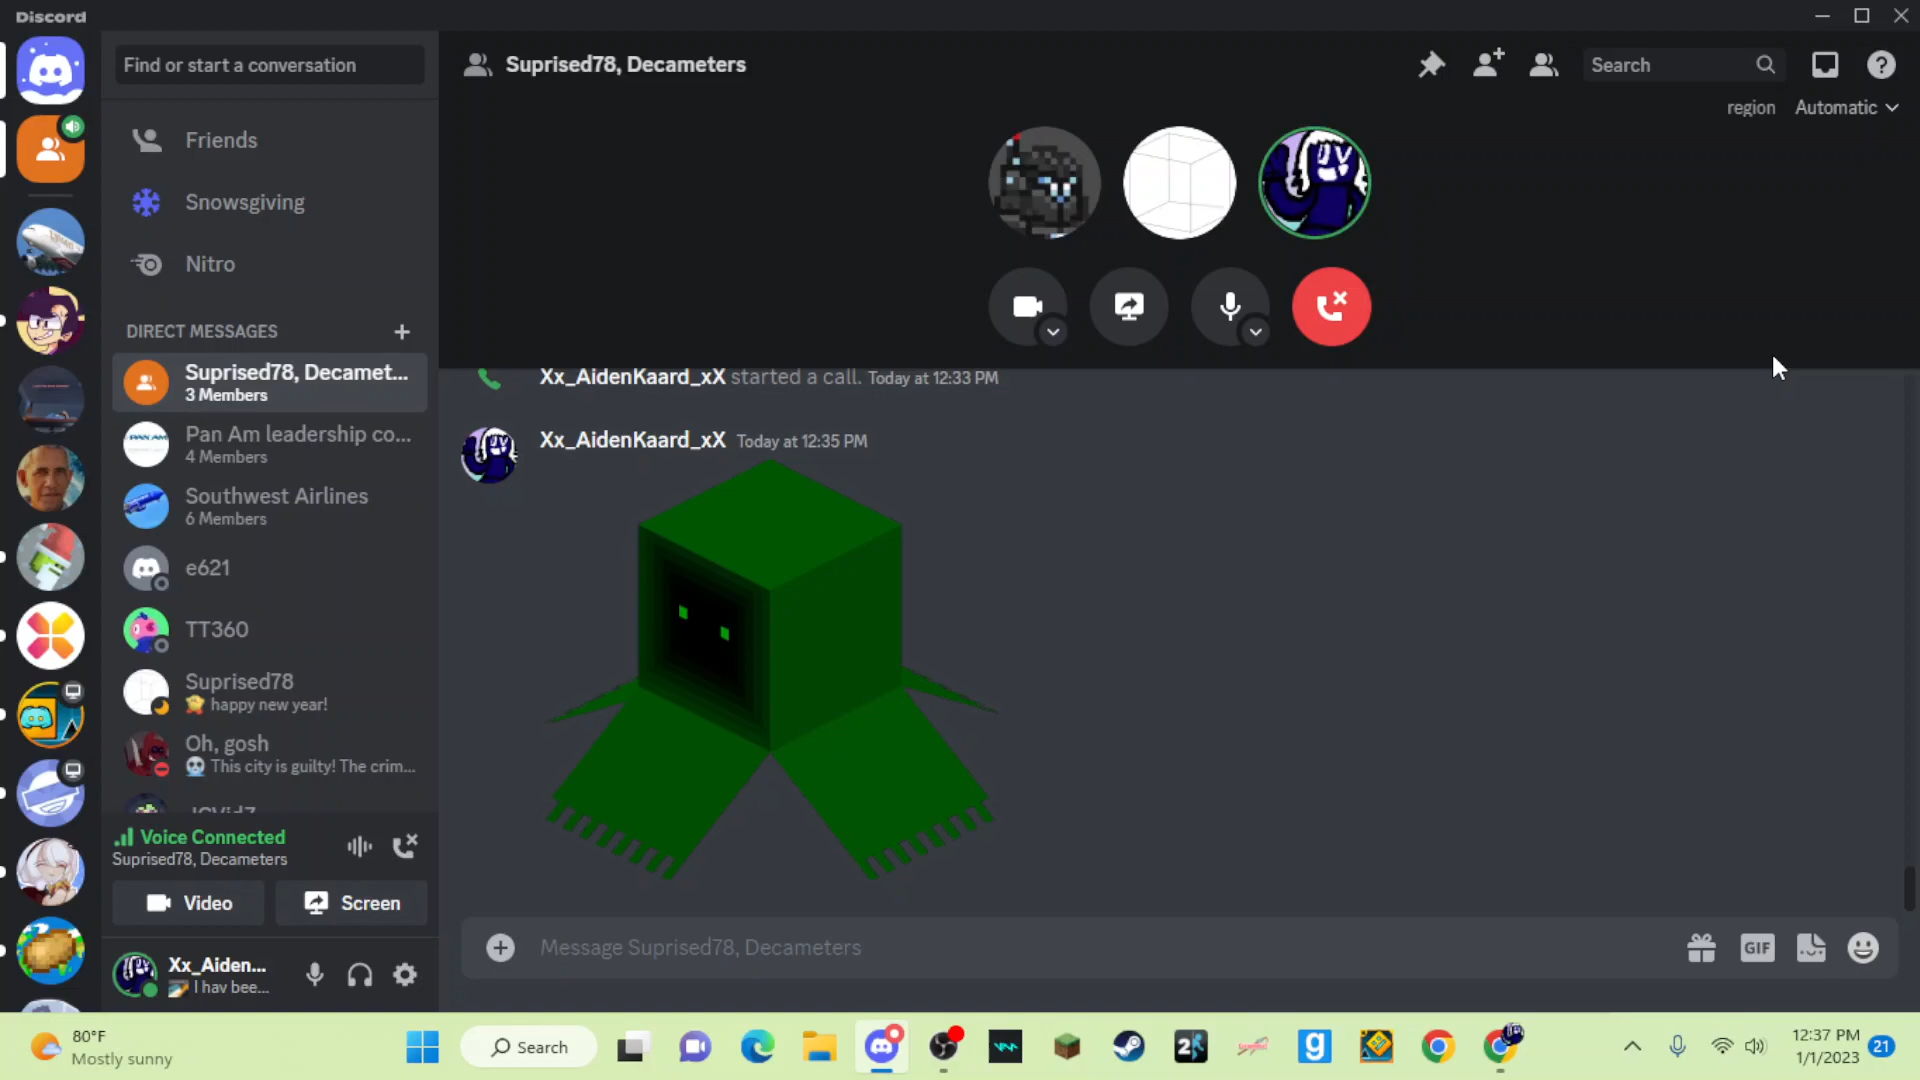 Discord
Find or start a conversation
Friends
Snowsgiving
Nitro
DIRECT MESSAGES
Suprised78, Decamet...
3 Members
Pan Am leadership co...
4 Members
Southwest Airlines
6 Members
e621
TT360
Suprised78
happy new year!
Oh, gosh
This city is guilty! The crim...
Voice Connected
Suprised78, Decameters
Video
Screen
Xx_Aiden...
I hav bee...
Suprised78, Decameters
Search
region
Automatic
Xx_AidenKaard_xX started a call. Today at 12:33 PM
Xx_AidenKaard_xX Today at 12:35 PM
Message Suprised78, Decameters
GIF
80°F
Mostly sunny
Search
12:37 PM
1/1/2023
21